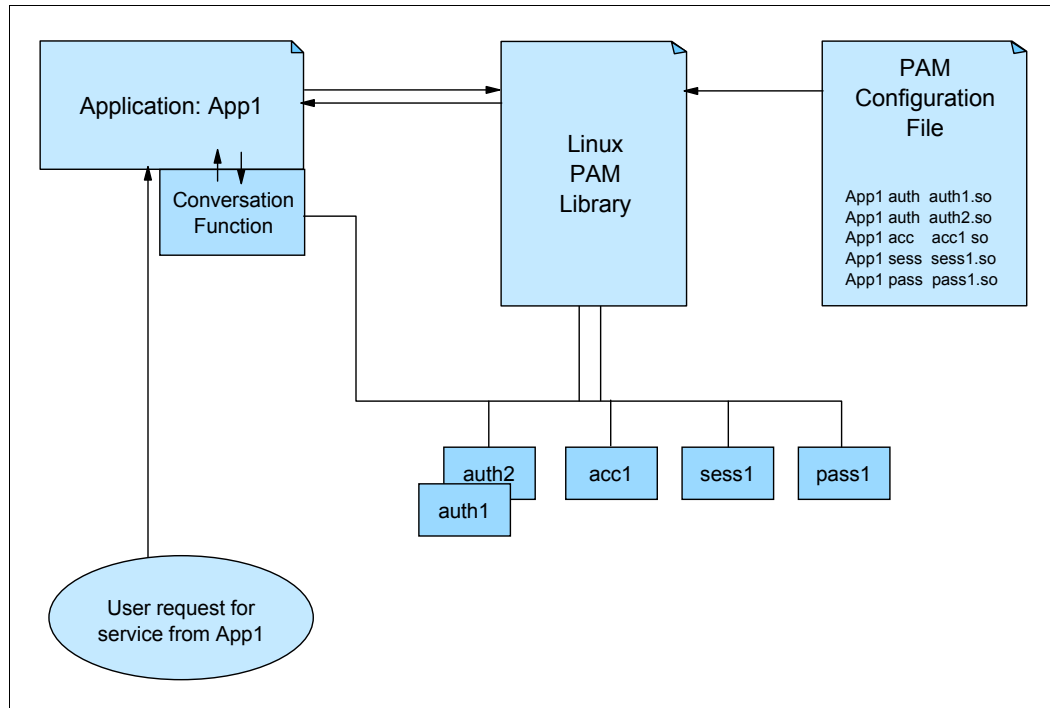 Application: App1
Conversation
Function
Linux
PAM
Library
PAM
Configuration
File
App1 auth auth1.so
App1 auth auth2.so
App1 acc acc1 so
App1 sess sess1.so
App1 pass pass1.so
auth2
auth1
acc1
sess1
pass1
User request for
service from App1